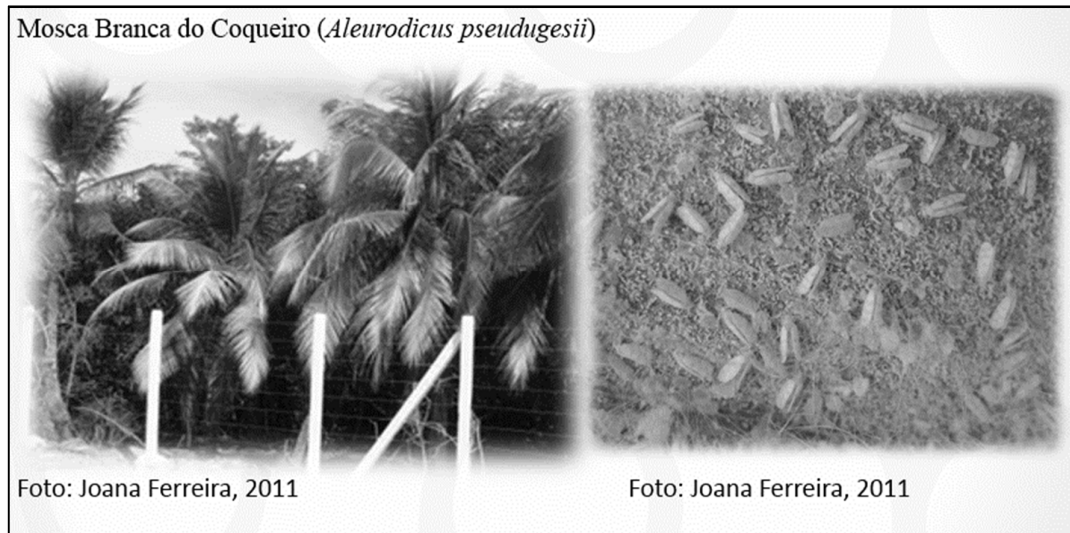 Mosca Branca do Coqueiro (Aleurodicus pseudugesii)
Foto: Joana Ferreira, 2011
Foto: Joana Ferreira, 2011